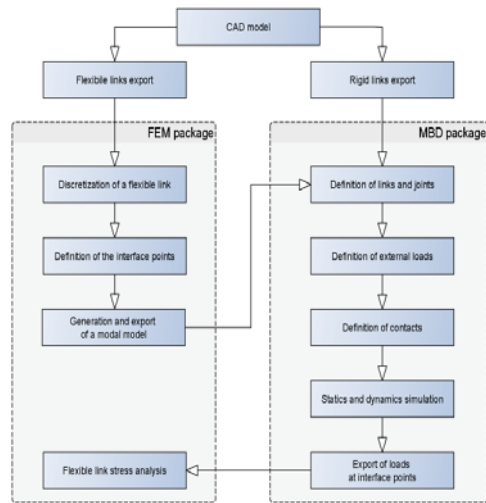 CAD model
Flexibile links export
Rigid links export
FEM package
MBD package
Discretization of a flexible link
Definition of links and joints
Definition of the interface points
Definition of external loads
Generation and export
of a modal model
Definition of contacts
Statics and dynamics simulation
Flexible link stress analysis
Export of loads
at interface points